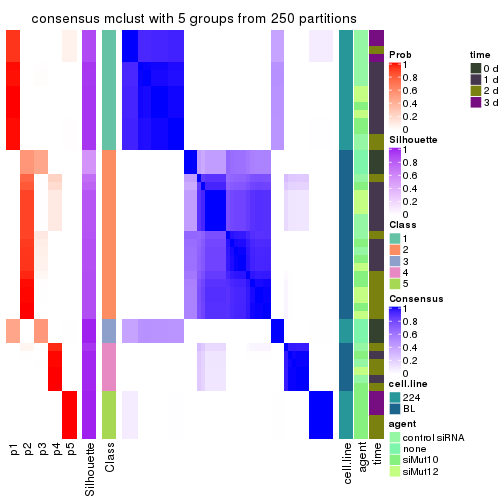 consensus mclust with 5 groups from 250 partitions
Prob
1
0.8
0.6
0.4
0.2
0
time
0 d
1 d
2 d
3 d
Silhouette
1
0.8
0.6
0.4
0.2
0
Class
1
2
3
4
5
Consensus
1
0.8
0.6
0.4
0.2
0
cell.line
224
BL
agent
control siRNA
none
siMut10
siMut12
p1
p2
p3
p4
p5
Silhouette
Class
cell.line
agent
time